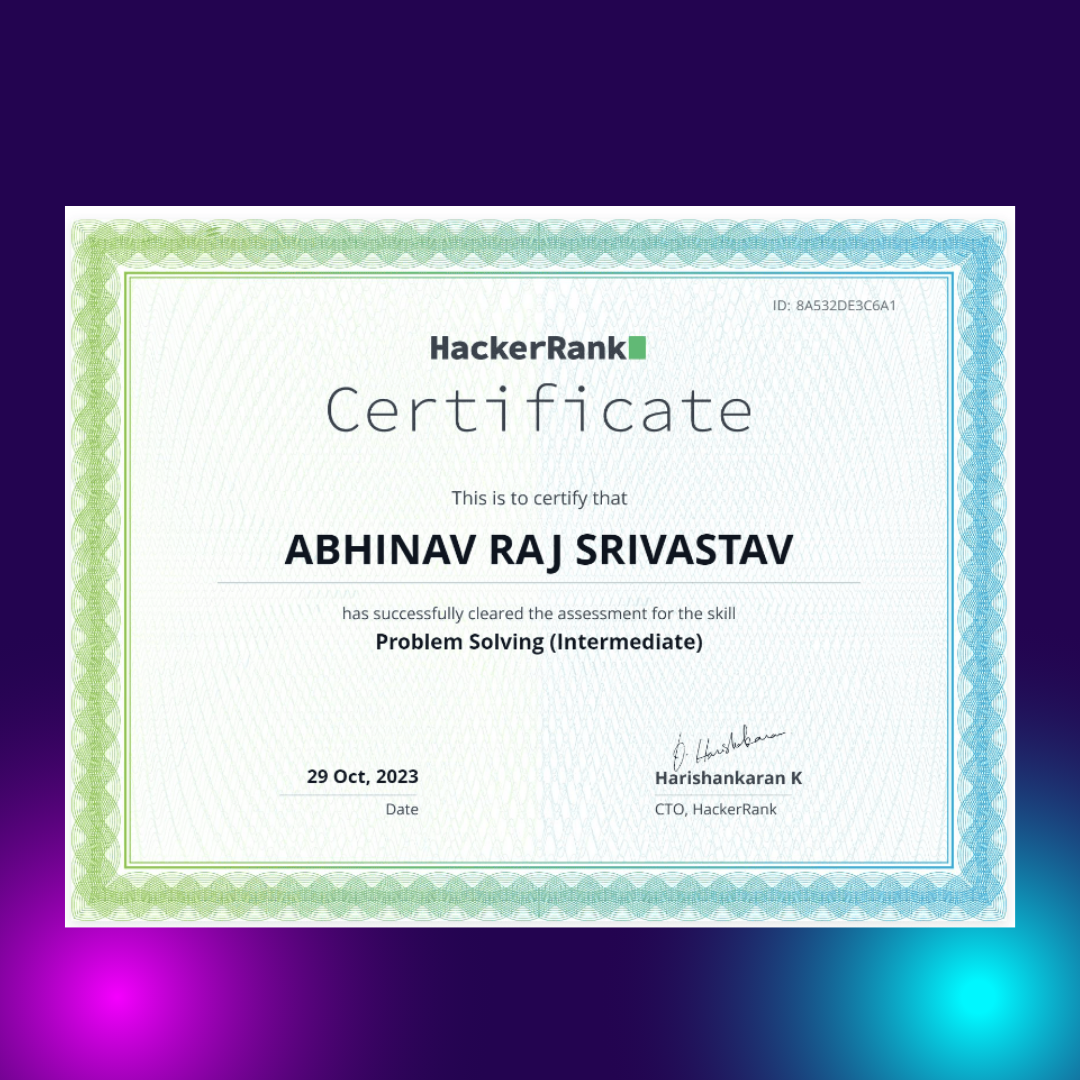 ID: 8A532DE3C6A1
HackerRank
Certificate
This is to certify that
ABHINAV RAJ SRIVASTAV
has successfully cleared the assessment for the skill
Problem Solving (Intermediate)
29 Oct, 2023
Date
Harishankaran K
CTO, HackerRank